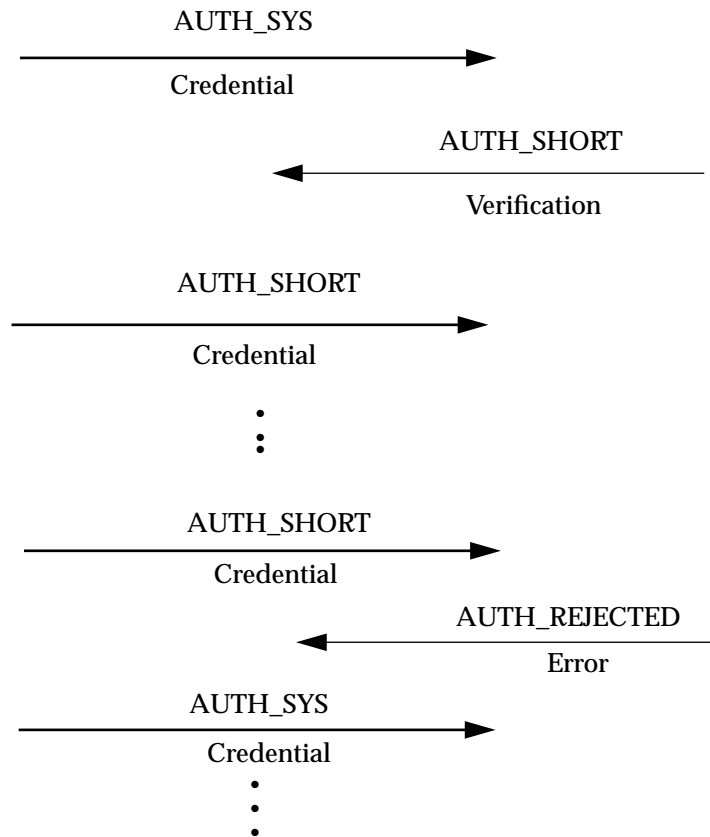 AUTH_SYS
Credential
AUTH_SHORT
Verification
AUTH_SHORT
Credential
AUTH_SHORT
Credential
AUTH_REJECTED
Error
AUTH_SYS
Credential